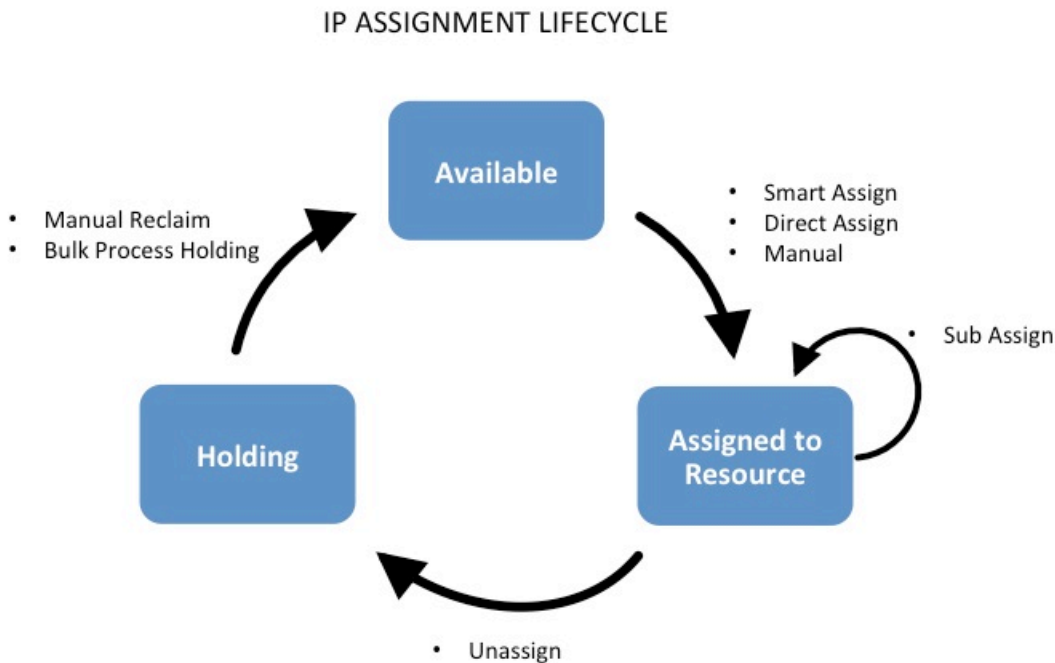 IP ASSIGNMENT LIFECYCLE
Available
• Smart Assign
• Direct Assign
• Manual
• Manual Reclaim
• Bulk Process Holding
• Sub Assign
Assigned to
Resource
Holding
• Unassign